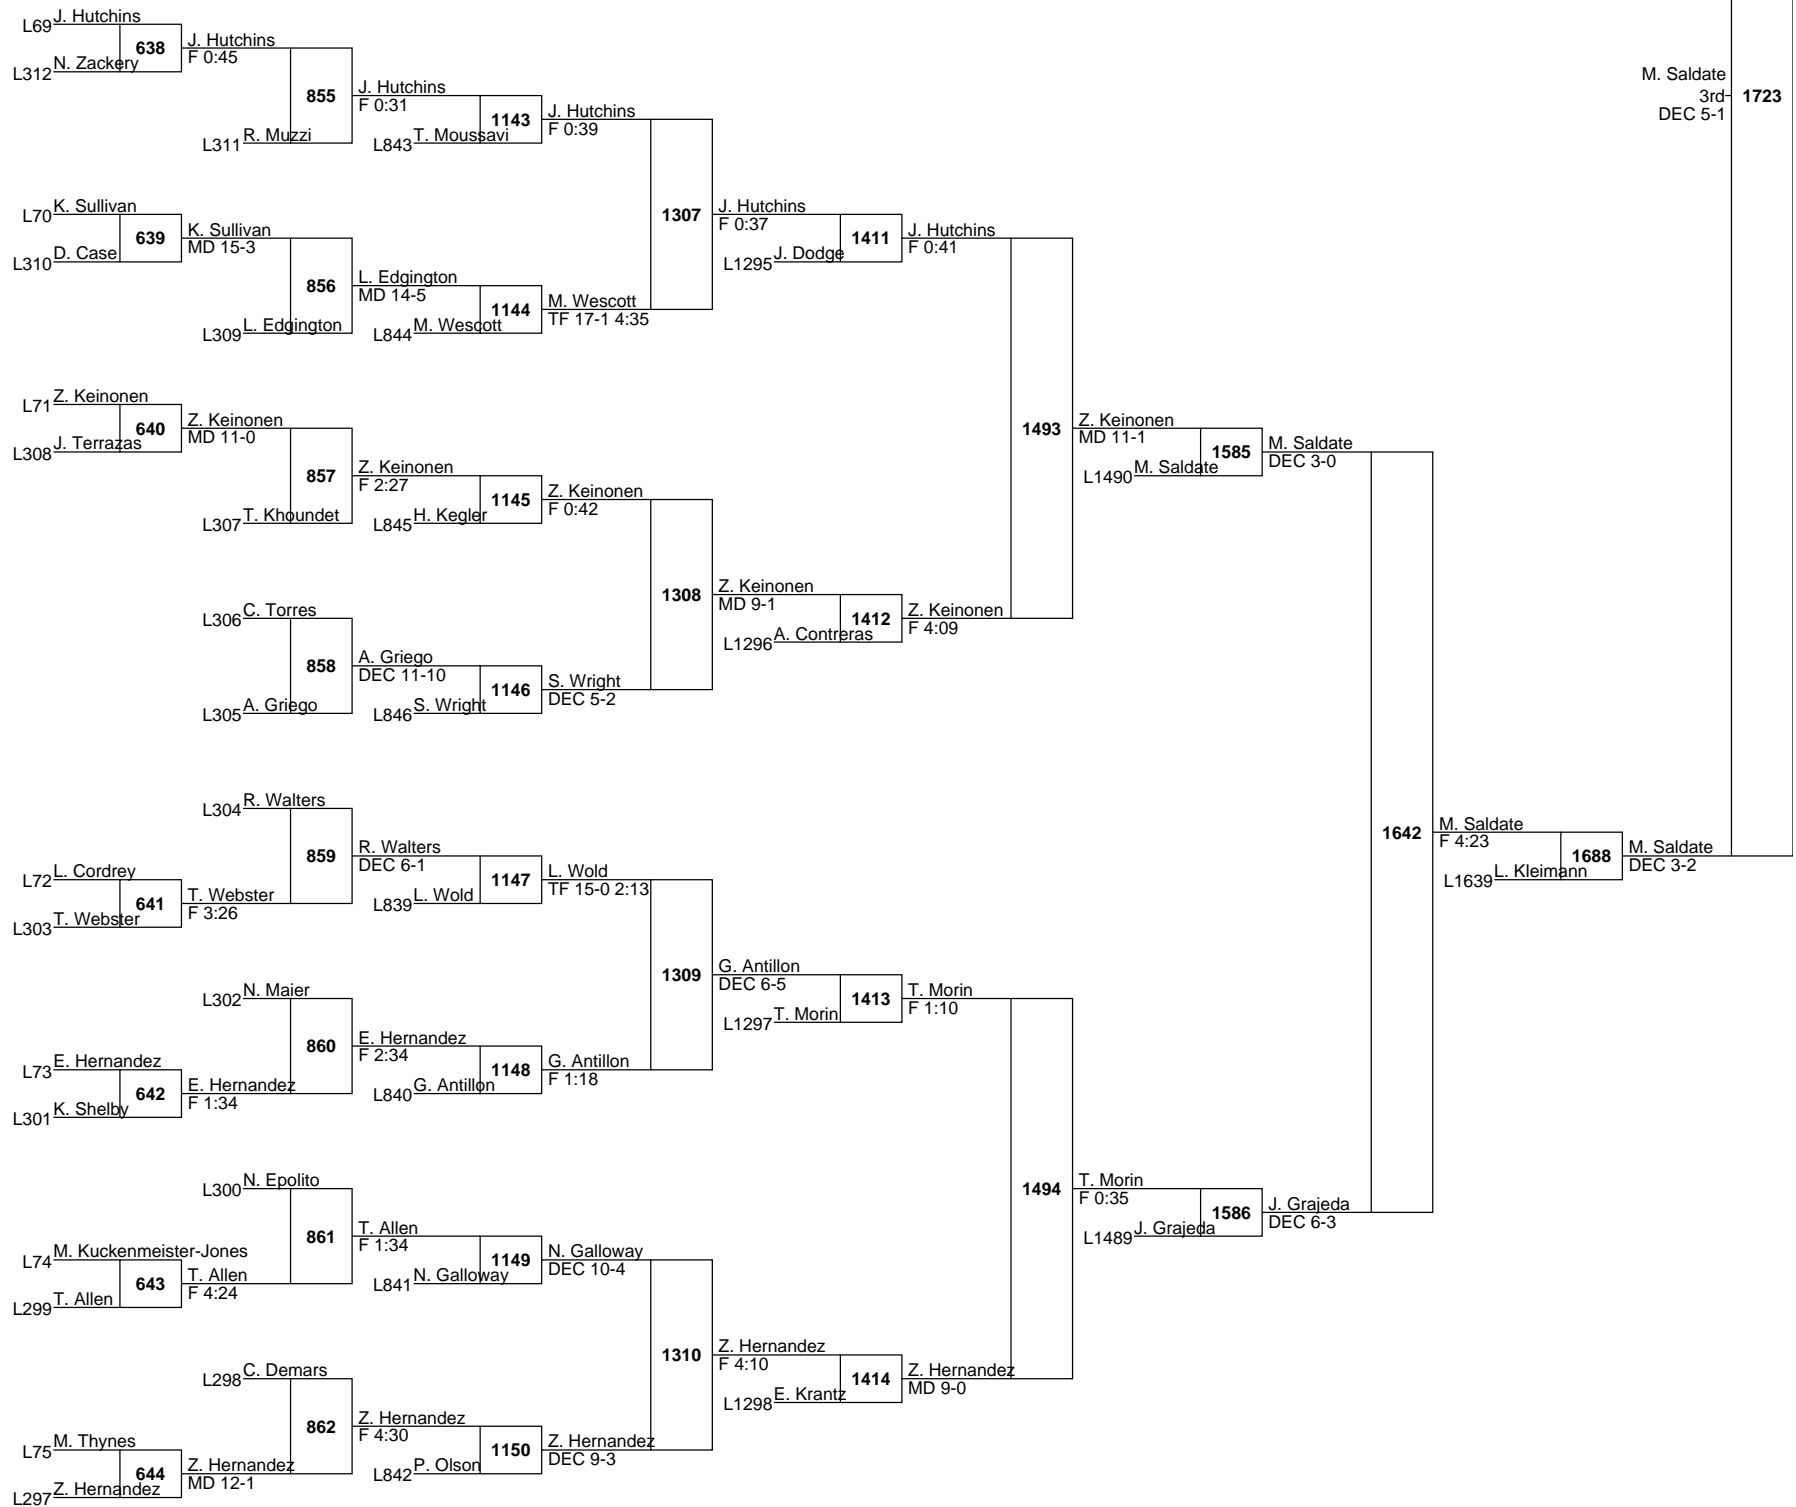 J. Hutchins
L69
638
J. Hutchins
F 0:45
N. Zackery
L312
855
J. Hutchins
F 0:31
R. Muzzi
L311
1143
J. Hutchins
F 0:39
T. Moussavi
L843
K. Sullivan
L70
639
K. Sullivan
MD 15-3
D. Case
L310
856
L. Edgington
MD 14-5
L. Edgington
L309
1144
M. Wescott
TF 17-1 4:35
M. Wescott
L844
1307
J. Hutchins
F 0:37
1411
J. Hutchins
F 0:41
J. Dodge
L1295
Z. Keinonen
L71
640
Z. Keinonen
MD 11-0
J. Terrazas
L308
857
Z. Keinonen
F 2:27
T. Khoundet
L307
1145
Z. Keinonen
F 0:42
H. Kegler
L845
C. Torres
L306
858
A. Griego
DEC 11-10
A. Griego
L305
1146
S. Wright
DEC 5-2
S. Wright
L846
1308
Z. Keinonen
MD 9-1
1412
Z. Keinonen
F 4:09
A. Contreras
L1296
1493
Z. Keinonen
MD 11-1
1585
M. Saldate
DEC 3-0
M. Saldate
L1490
R. Walters
L304
859
R. Walters
DEC 6-1
L. Cordrey
L72
641
T. Webster
F 3:26
T. Webster
L303
1147
L. Wold
TF 15-0 2:13
L. Wold
L839
N. Maier
L302
860
E. Hernandez
F 2:34
E. Hernandez
L73
642
E. Hernandez
F 1:34
K. Shelby
L301
1148
G. Antillon
F 1:18
G. Antillon
L840
1309
G. Antillon
DEC 6-5
1413
T. Morin
F 1:10
T. Morin
L1297
N. Epolito
L300
861
T. Allen
F 1:34
M. Kuckenmeister-Jones
L74
643
T. Allen
F 4:24
T. Allen
L299
1149
N. Galloway
DEC 10-4
N. Galloway
L841
C. Demars
L298
862
Z. Hernandez
F 4:30
M. Thynes
L75
644
Z. Hernandez
MD 12-1
Z. Hernandez
L297
1150
Z. Hernandez
DEC 9-3
P. Olson
L842
1310
Z. Hernandez
F 4:10
1414
Z. Hernandez
MD 9-0
E. Krantz
L1298
1494
T. Morin
F 0:35
1586
J. Grajeda
DEC 6-3
J. Grajeda
L1489
1642
M. Saldate
F 4:23
1688
M. Saldate
DEC 3-2
L. Kleimann
L1639
M. Saldate
3rd
DEC 5-1
1723